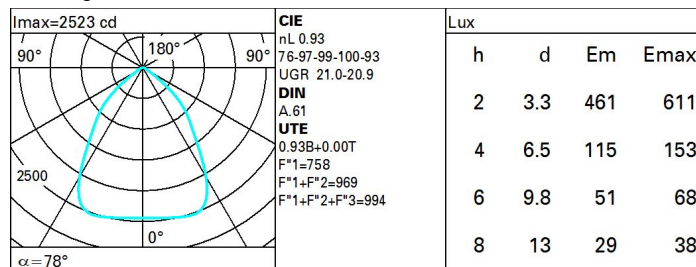 Imax=2523 cd
90°
180°
90°
2500
0°
α=78°
CIE
nL 0.93
76-97-99-100-93
UGR 21.0-20.9
DIN
A.61
UTE
0.93B+0.00T
F"1=758
F"1+F"2=969
F"1+F"2+F"3=994
Lux
h d Em Emax
2 3.3 461 611
4 6.5 115 153
6 9.8 51 68
8 13 29 38